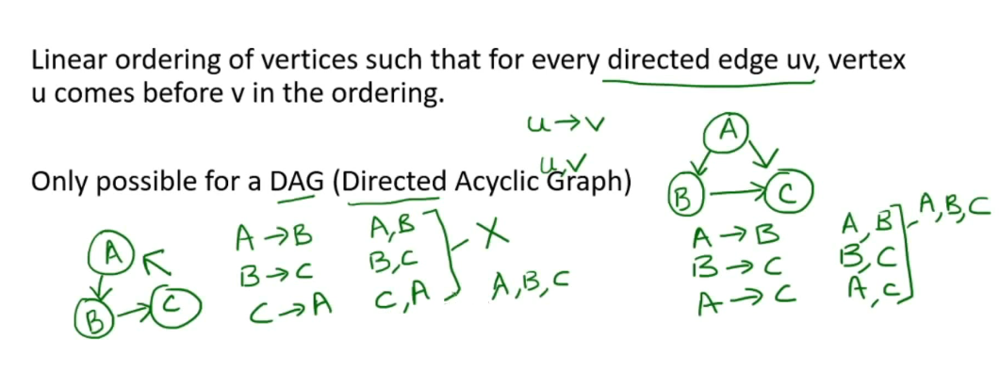 Linear ordering of vertices such that for every directed edge uv, vertex
u comes before v in the ordering.
u→v
u,v
Only possible for a DAG (Directed Acyclic Graph)
A
B
C
A→B
B→C
C→A
A,B
B,C
C,A
X
A,B,C
A
B
C
A→B
B→C
A→C
A,B
B,C
A,C
A,B,C